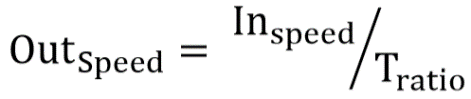 Out_Speed = In_speed / T_ratio